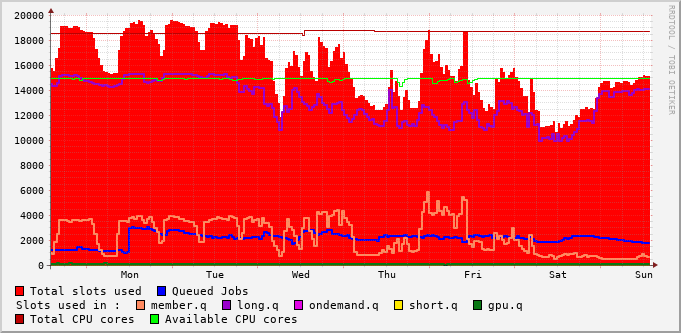 20000
18000
16000
14000
12000
10000
8000
6000
4000
2000
0
Mon Tue Wed Thu Fri Sat Sun
RRDTOOL / TOBI OETIKER
Total slots used Queued Jobs
Slots used in : member.q long.q ondemand.q short.q gpu.q
Total CPU cores Available CPU cores